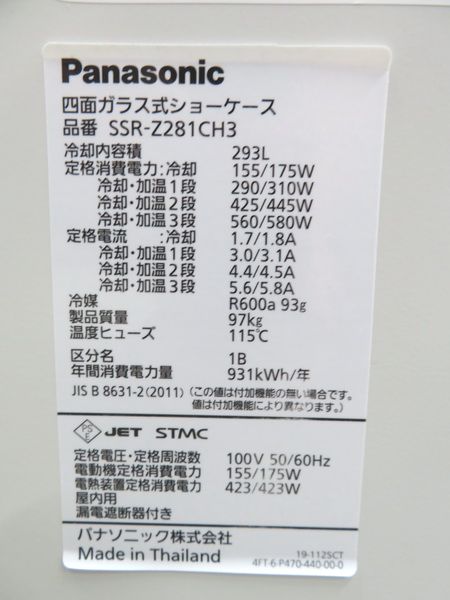 Panasonic
四面ガラス式ショーケース
品番 SSR-Z281CH3
冷却内容積 293L
定格消費電力:冷却 155/175W
冷却・加温1段 290/310W
冷却・加温2段 425/445W
冷却・加温3段 560/580W
定格電流 :冷却 1.7/1.8A
冷却・加温1段 3.0/3.1A
冷却・加温2段 4.4/4.5A
冷却・加温3段 5.6/5.8A
冷媒 R600a 93g
製品質量 97kg
温度ヒューズ 115℃
区分名 1B
年間消費電力量 931kWh/年
JIS B 8631-2(2011) (この値は付加機能の無い場合です。
値は付加機能により異なります。)
PSE JET STMC
定格電圧・定格周波数 100V 50/60Hz
電動機定格消費電力 155/175W
電熱装置定格消費電力 423/423W
屋内用
漏電遮断器付き
パナソニック株式会社
Made in Thailand
19-112SCT
4FT-6 P470-440-00-0